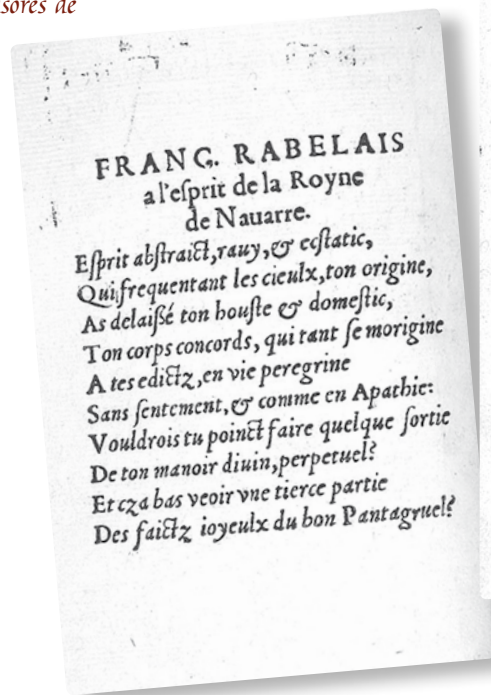 sores de
FRANC. RABELAIS
a l'eſprit de la Royne
de Nauarre.
Eſprit abſtraict, rauy, & ecſtatic,
Qui, frequentant les cieulx, ton origine,
As delaiſſé ton houſte & domeſtic,
Ton corps concords, qui tant ſe morigine
A tes edictz, en vie peregrine
Sans ſentement, & comme en Apathie:
Vouldrois tu poinct faire quelque ſortie
De ton manoir diuin, perpetuel?
Et cza bas veoir vne tierce partie
Des faictz ioyeulx du bon Pantagruel?